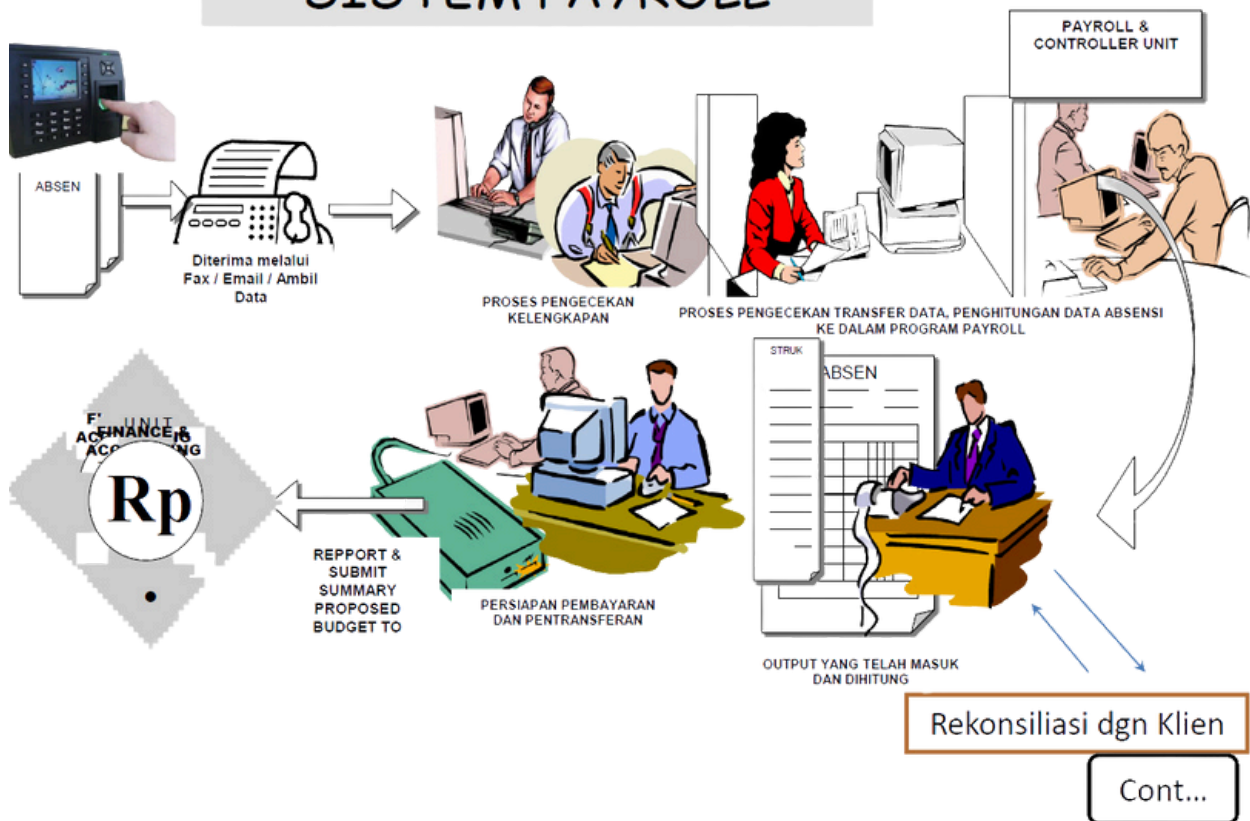 SISTEM PAYROLL
PAYROLL &
CONTROLLER UNIT
ABSEN
Diterima melalui
Fax / Email / Ambil
Data
PROSES PENGECEKAN
KELENGKAPAN
PROSES PENGECEKAN TRANSFER DATA, PENGHITUNGAN DATA ABSENSI
KE DALAM PROGRAM PAYROLL
UNIT
FINANCE &
Rp
REPPORT &
SUBMIT
SUMMARY
PROPOSED
BUDGET TO
PERSIAPAN PEMBAYARAN
DAN PENTRANSFERAN
STRUK
ABSEN
OUTPUT YANG TELAH MASUK
DAN DIHITUNG
Rekonsiliasi dgn Klien
Cont...